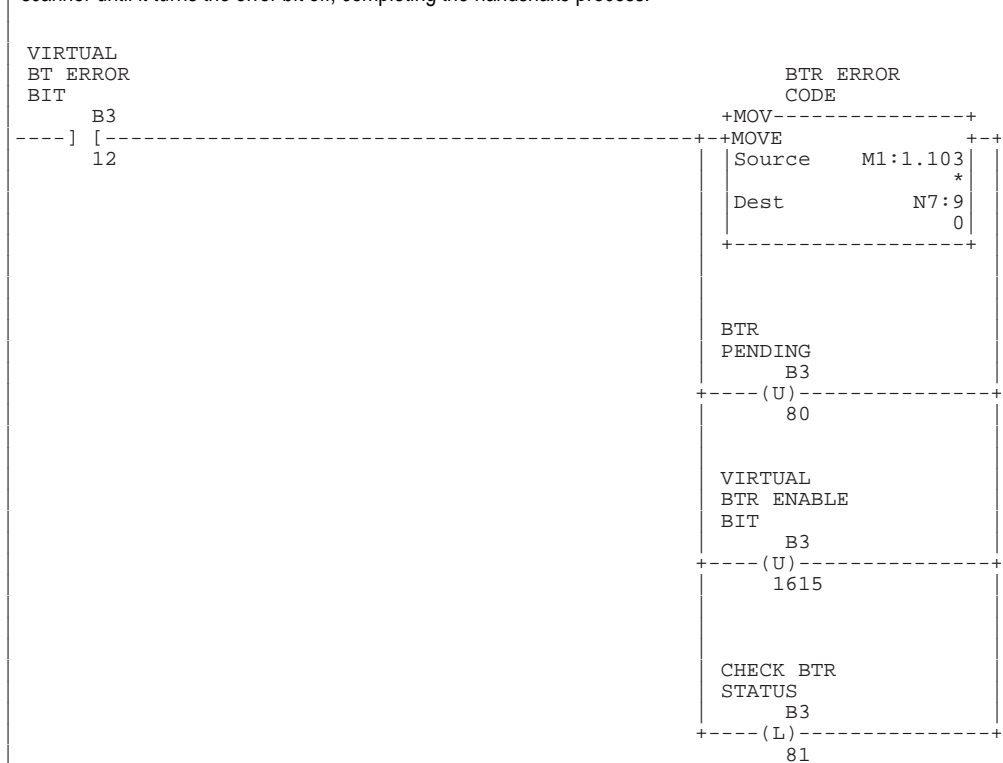 scanner until it turns the error bit off, completing the handshake process.
VIRTUAL
BT ERROR
BIT
B3
----] [----
12
BTR ERROR
CODE
+MOV---------------+
+MOVE +
Source M1:1.103
*
Dest N7:9
0
+------------------+
BTR
PENDING
B3
+----(U)---------------+
80
VIRTUAL
BTR ENABLE
BIT
B3
+----(U)---------------+
1615
CHECK BTR
STATUS
B3
+----(L)---------------+
81